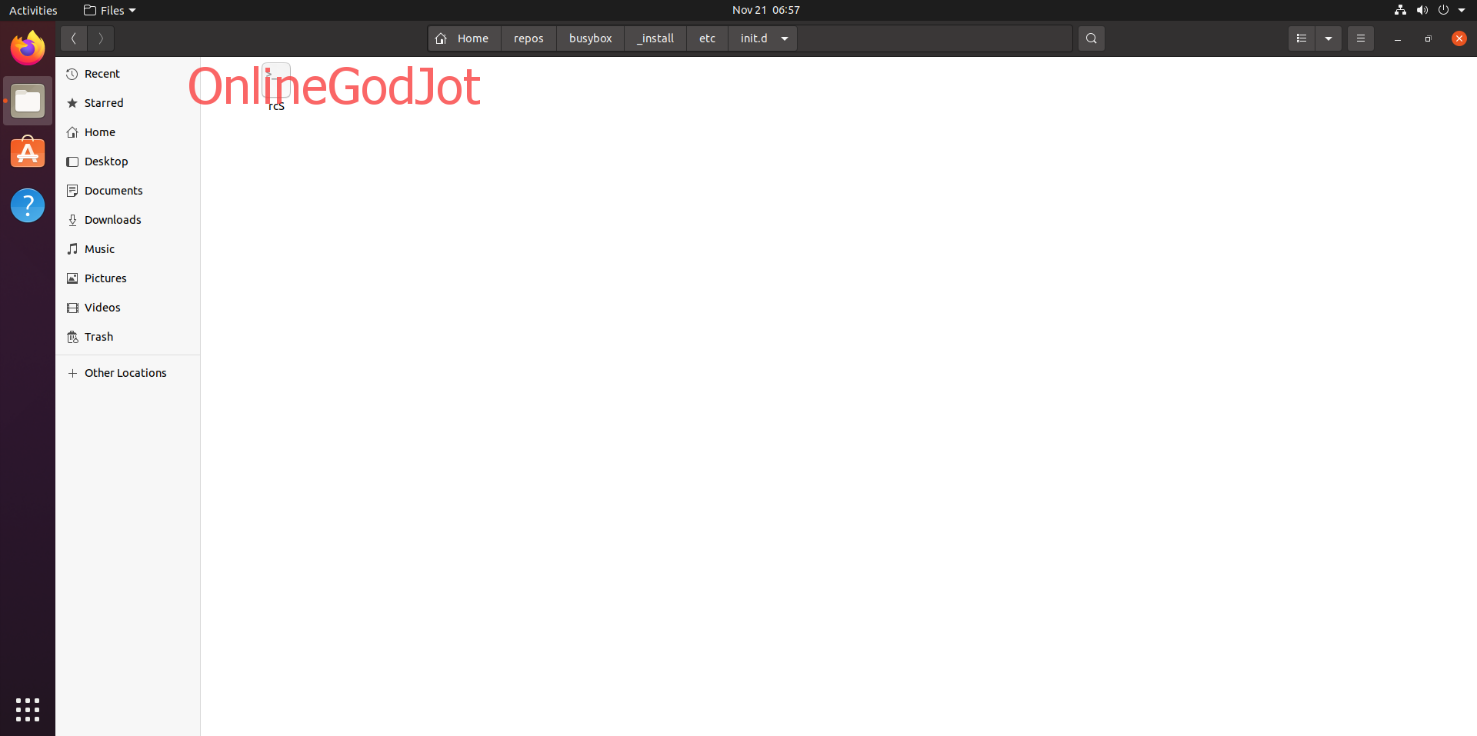 Activities
Files
Nov 21 06:57
Home
repos
busybox
_install
etc
init.d
Recent
Starred
Home
Desktop
Documents
Downloads
Music
Pictures
Videos
Trash
Other Locations
OnlineGodJot
rcS